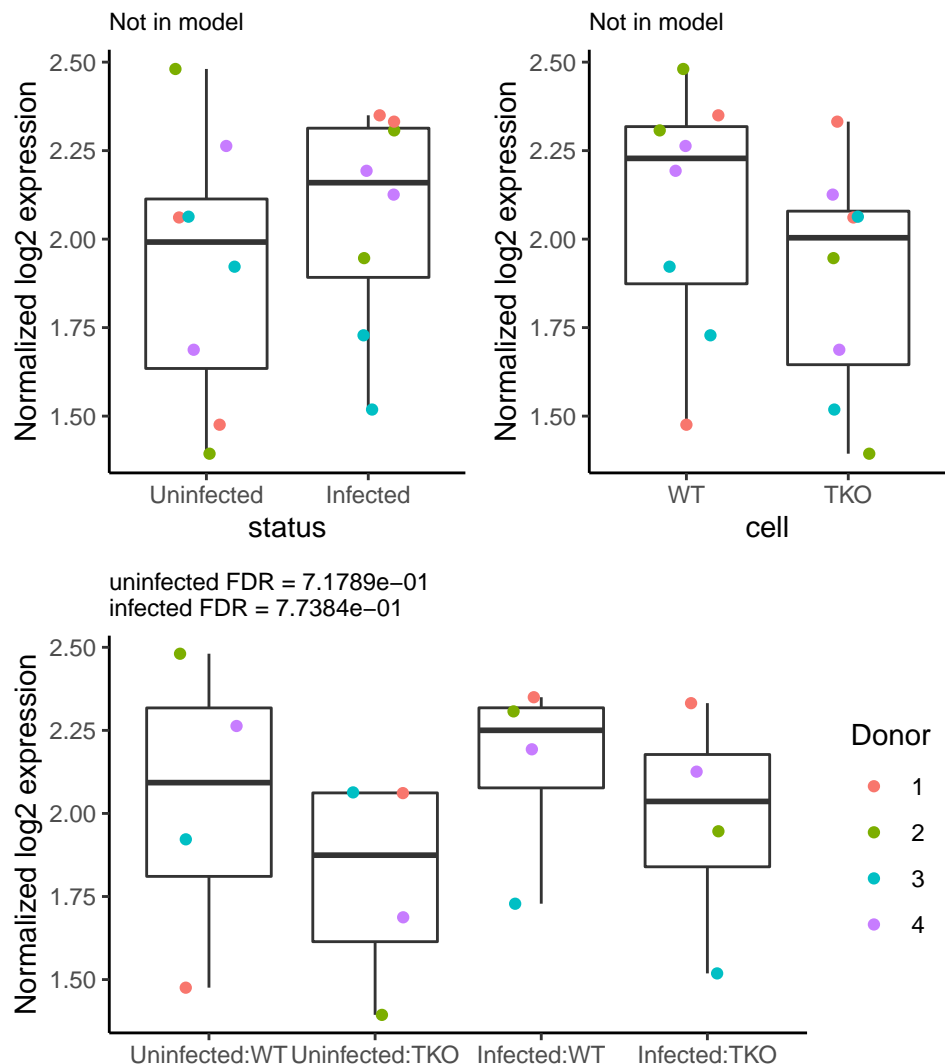 Not in model
Normalized log2 expression
2.50
2.25
2.00
1.75
1.50
Uninfected Infected
status
Not in model
Normalized log2 expression
2.50
2.25
2.00
1.75
1.50
WT TKO
cell
uninfected FDR = 7.1789e−01
infected FDR = 7.7384e−01
Normalized log2 expression
2.50
2.25
2.00
1.75
1.50
Uninfected:WT Uninfected:TKO Infected:WT Infected:TKO
Donor
1
2
3
4